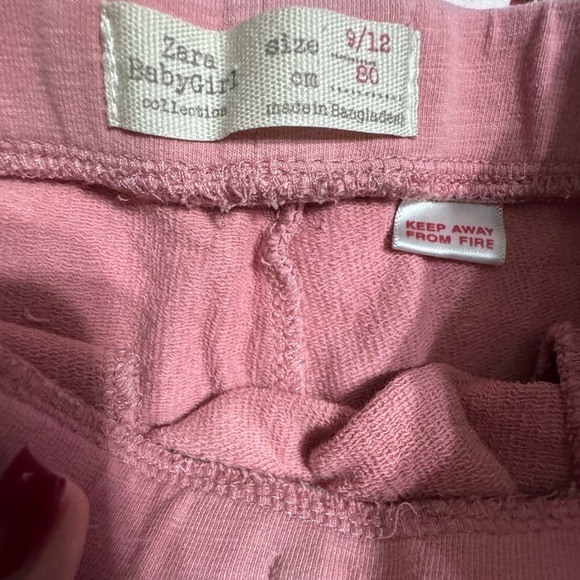 Zara size 9/12
BabyGirl cm 80
collection made in Bangladesh
KEEP AWAY
FROM FIRE